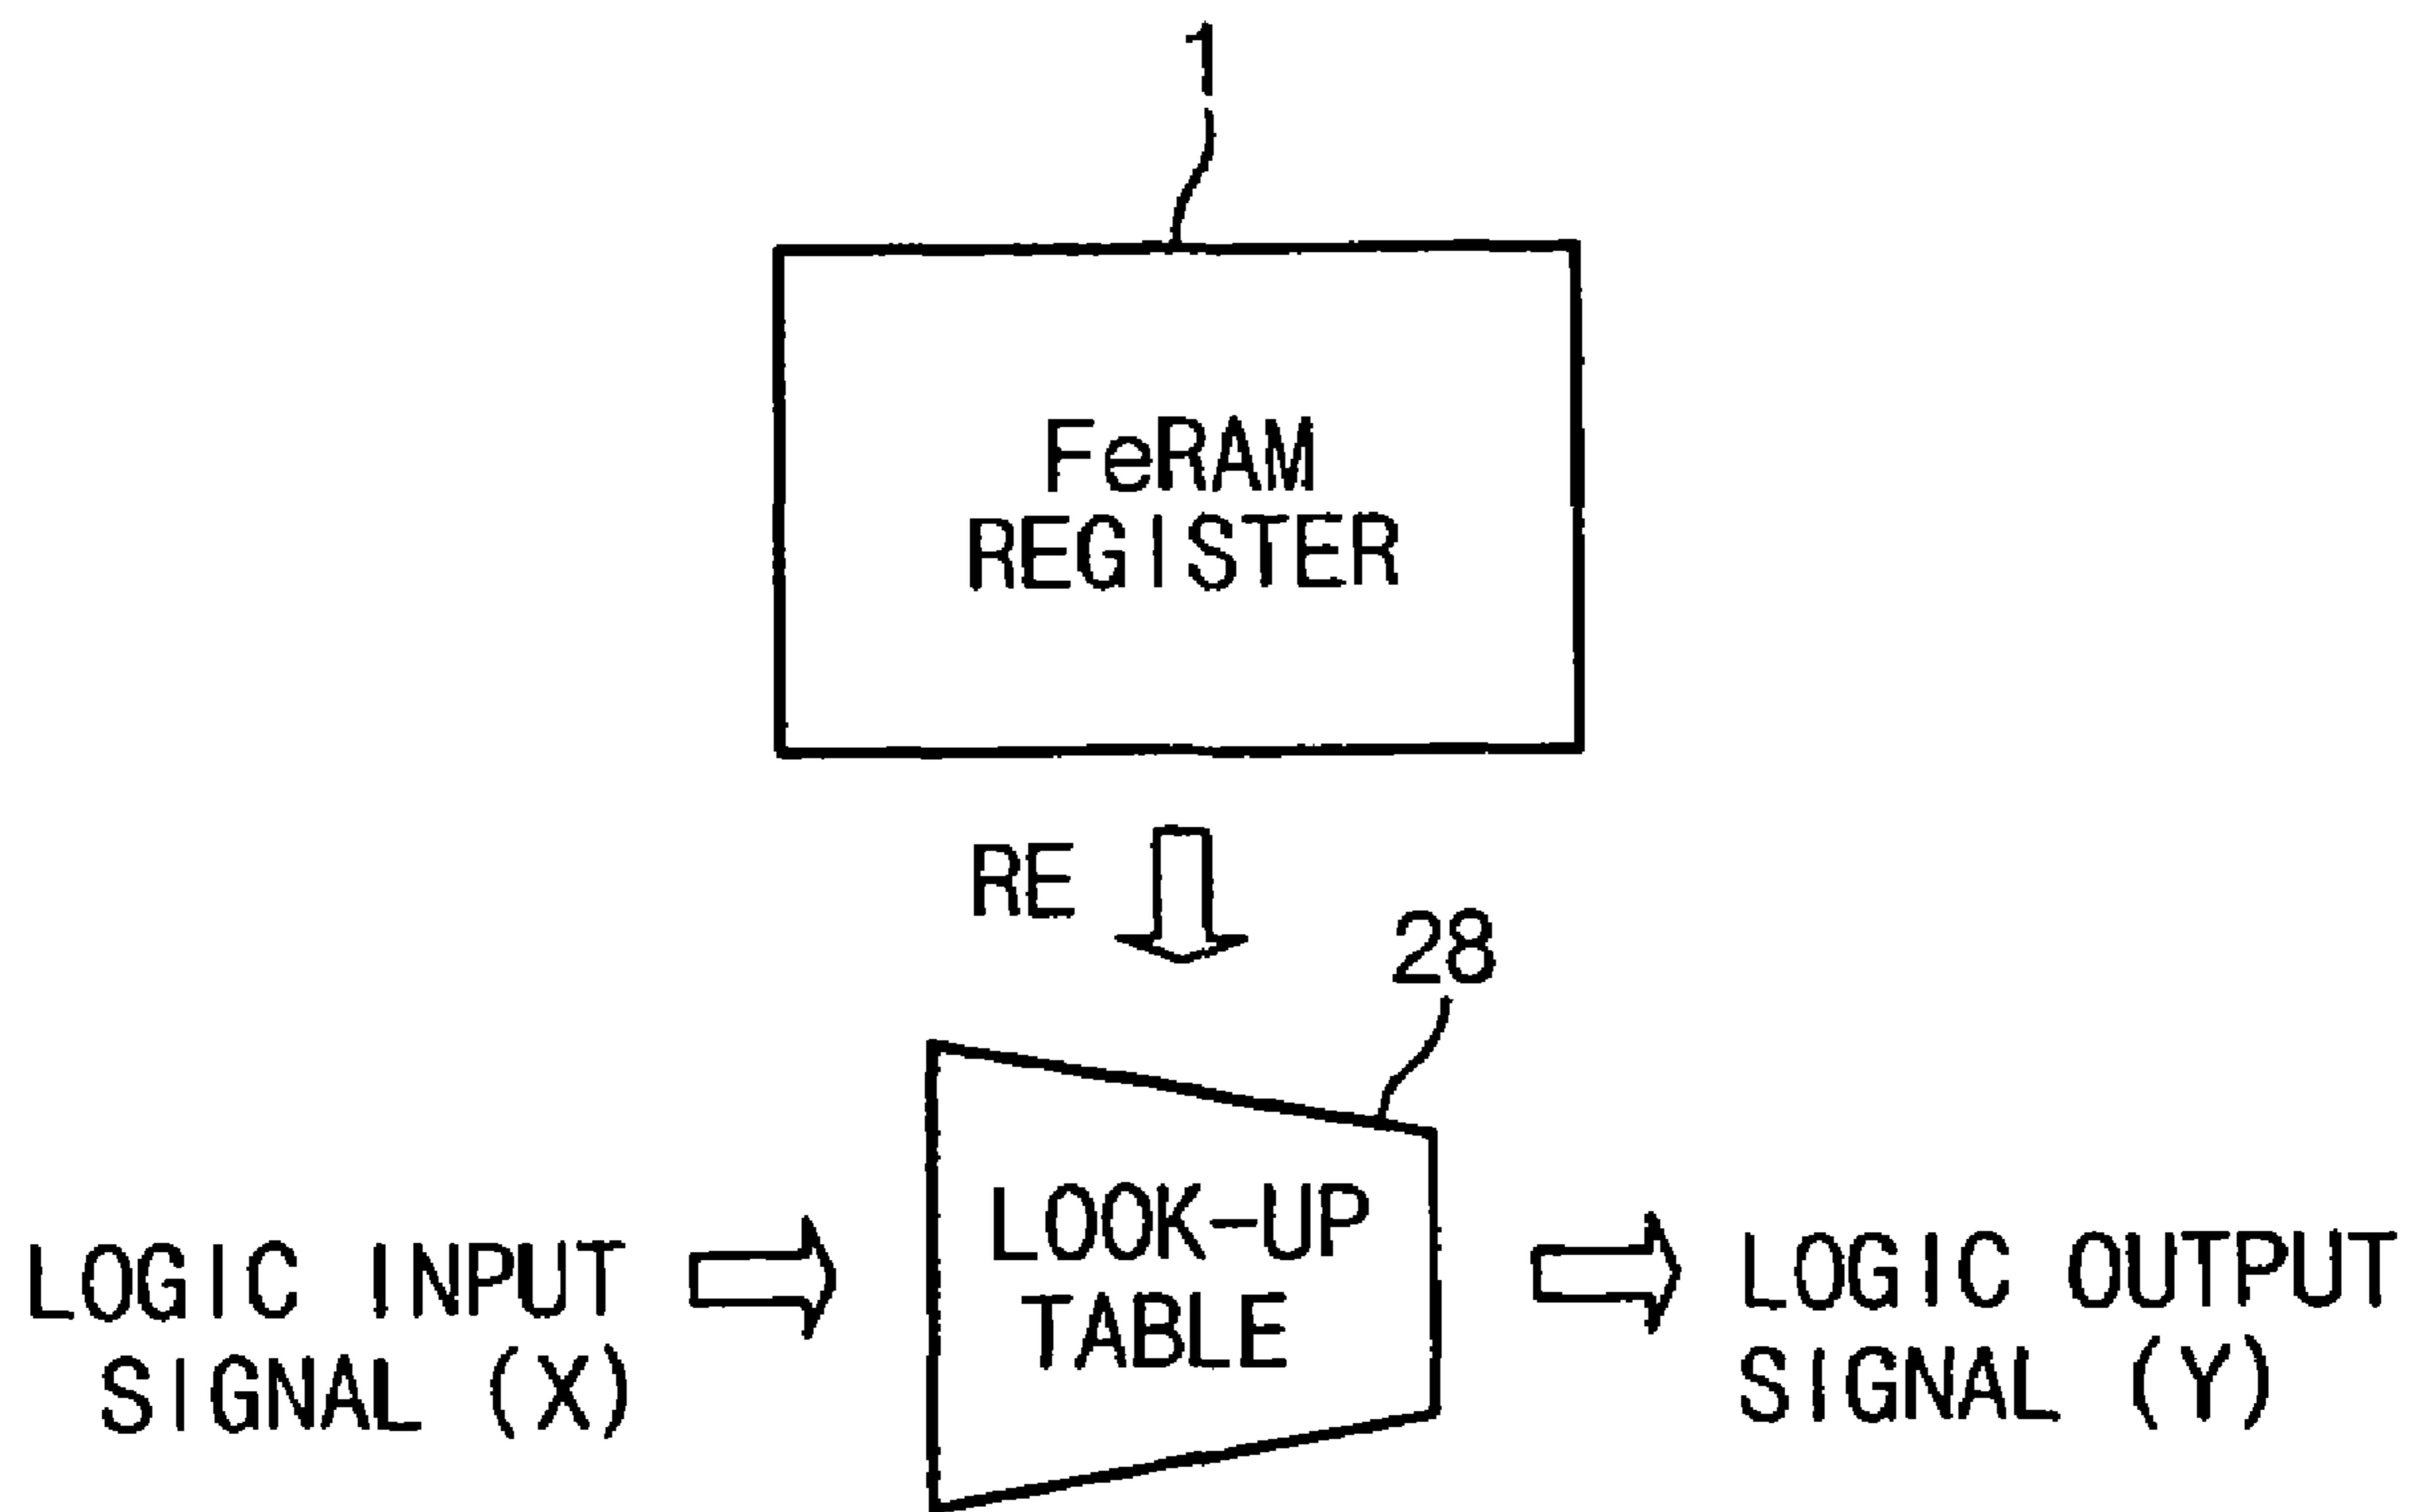 1
FeRAM
REGISTER
RE
28
LOOK-UP
TABLE
LOGIC INPUT
SIGNAL (X)
LOGIC OUTPUT
SIGNAL (Y)